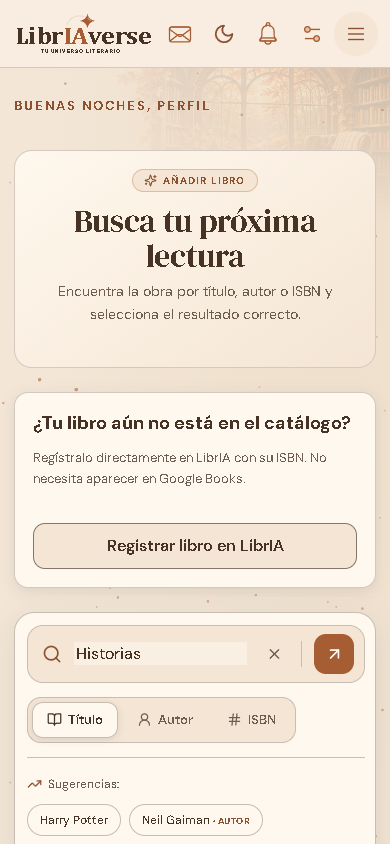 LibrIAverse
TU UNIVERSO LITERARIO
BUENAS NOCHES, PERFIL
AÑADIR LIBRO
Busca tu próxima
lectura
Encuentra la obra por título, autor o ISBN y
selecciona el resultado correcto.
¿Tu libro aún no está en el catálogo?
Regístralo directamente en LibrIA con su ISBN. No
necesita aparecer en Google Books.
Registrar libro en LibrIA
Historias
Título Autor ISBN
Sugerencias:
Harry Potter Neil Gaiman · AUTOR